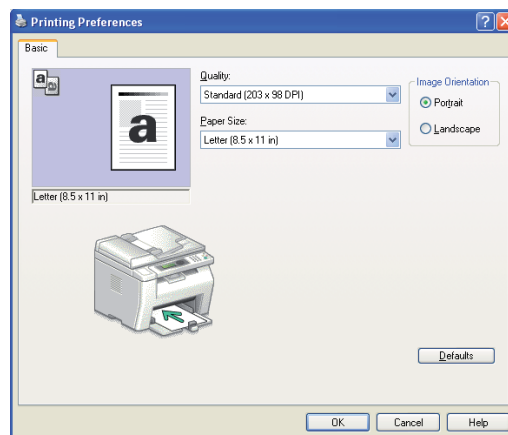 Printing Preferences
Basic
Quality:
Standard (203 x 98 DPI)
Paper Size:
Letter (8.5 x 11 in)
Image Orientation
Portrait
Landscape
a
a
Letter (8.5 x 11 in)
Defaults
OK
Cancel
Help